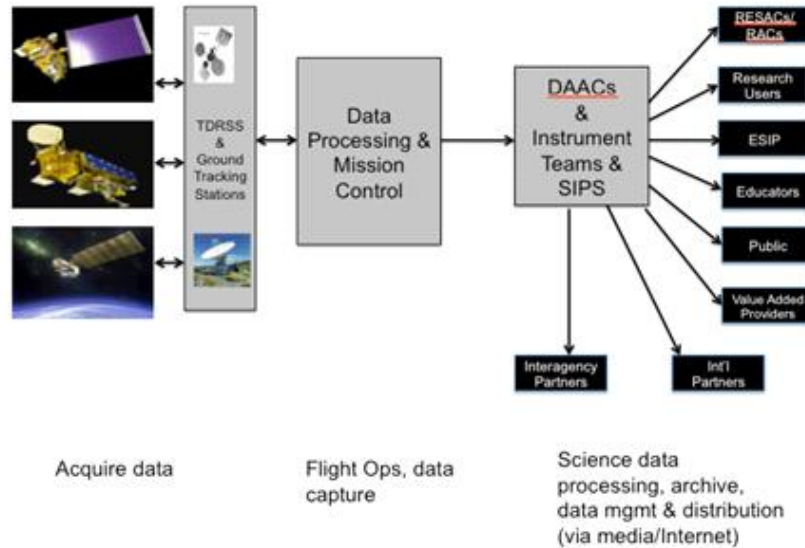 TDRSS
&
Ground
Tracking
Stations
Data
Processing &
Mission
Control
DAACs
&
Instrument
Teams &
SIPS
RESACs/
RACs
Research
Users
ESIP
Educators
Public
Value Added
Providers
Interagency
Partners
Int'l
Partners
Acquire data
Flight Ops, data
capture
Science data
processing, archive,
data mgmt & distribution
(via media/Internet)